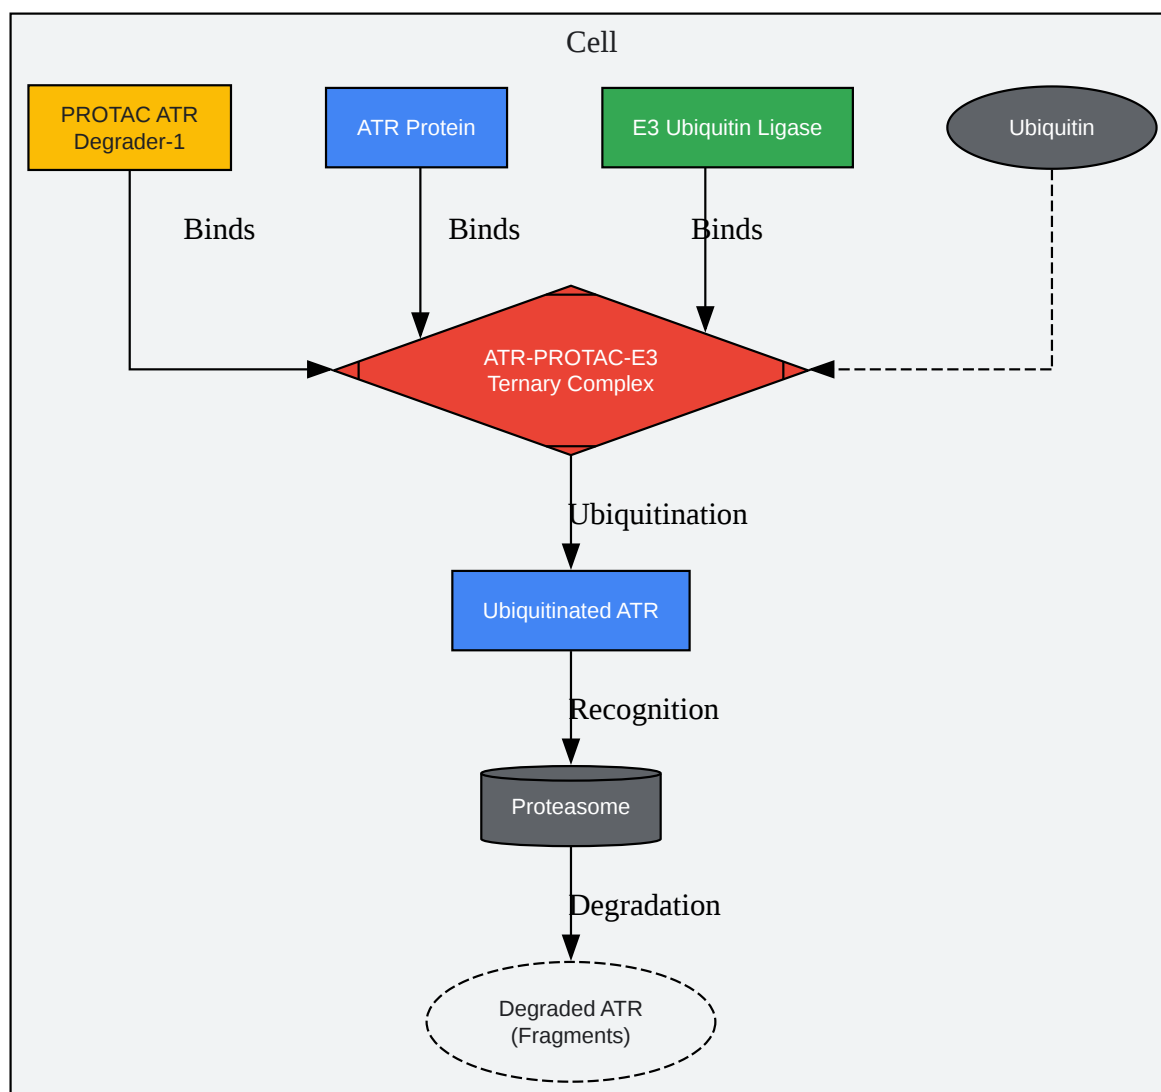 Cell
PROTAC ATR
Degrader-1
ATR Protein
E3 Ubiquitin Ligase
Ubiquitin
Binds
Binds
Binds
ATR-PROTAC-E3
Ternary Complex
Ubiquitination
Ubiquitinated ATR
Recognition
Proteasome
Degradation
Degraded ATR
(Fragments)